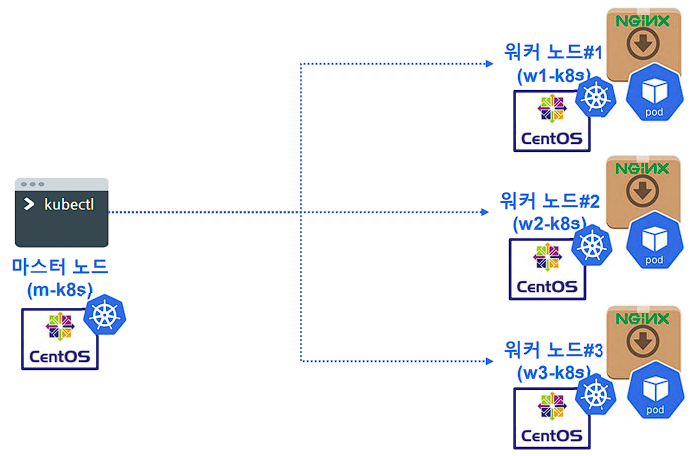 kubectl
마스터 노드
(m-k8s)
CentOS
NGINX
워커 노드#1
(w1-k8s)
pod
CentOS
NGINX
워커 노드#2
(w2-k8s)
pod
CentOS
NGINX
워커 노드#3
(w3-k8s)
pod
CentOS